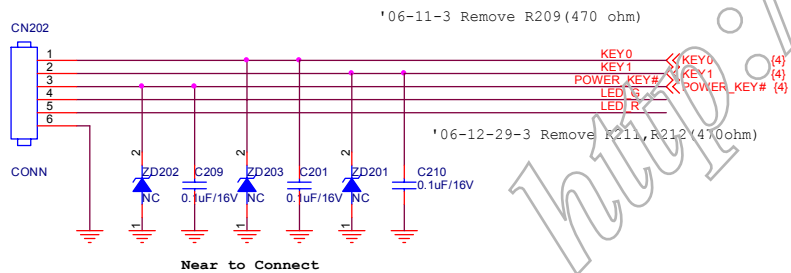 '06-11-3 Remove R209(470 ohm)
CN202
1 KEY0 KEY0 {4}
2 KEY1 KEY1 {4}
3 POWER_KEY# POWER_KEY# {4}
4 LED_G
5 LED_R
6
'06-12-29-3 Remove R211,R212(470ohm)
CONN
2 2 2
ZD202 C209 ZD203 C201 ZD201 C210
NC 0.1uF/16V NC 0.1uF/16V NC 0.1uF/16V
1 1 1
Near to Connect
http:/